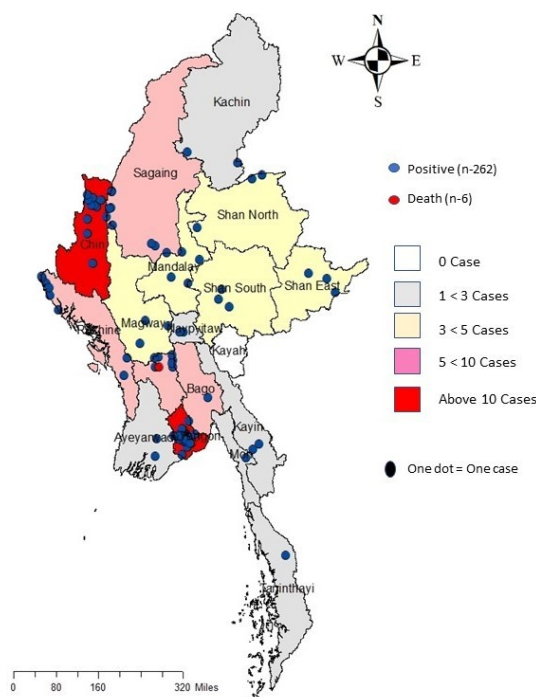 N
W E
S
Kachin
Sagaing
Positive (n-262)
Death (n-6)
Shan North
Chin
0 Case
Mandalay
Shan South
Shan East
1 < 3 Cases
Magway
3 < 5 Cases
Kayah
5 < 10 Cases
Bago
Above 10 Cases
Kayin
One dot = One case
0 80 160 320 Miles